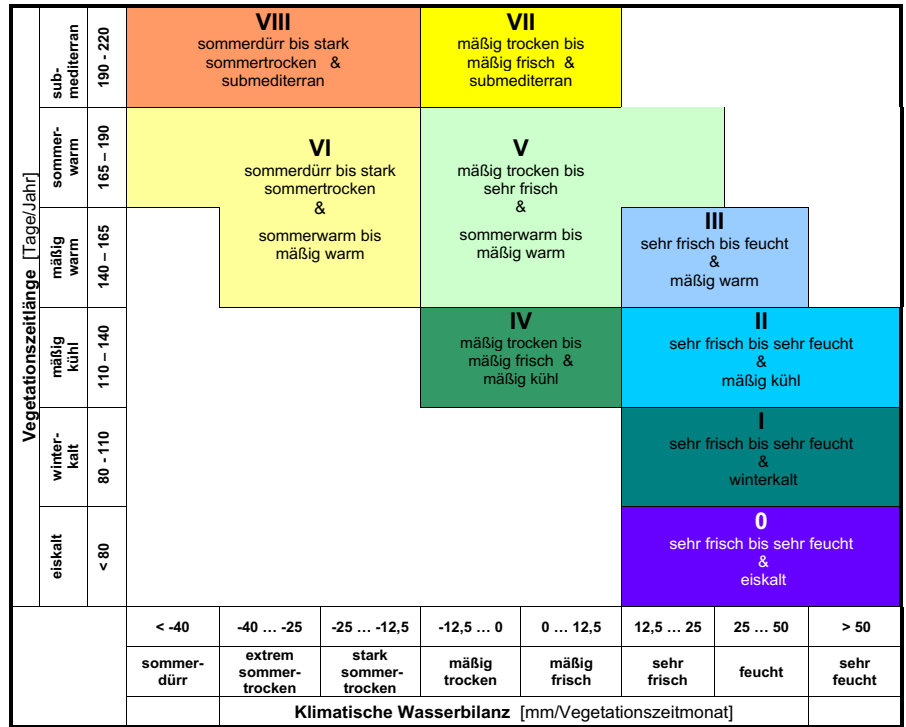 Vegetationszeitlänge [Tage/Jahr]
sub-
mediterran
190 - 220
VIII
sommerdürr bis stark
sommertrocken &
submediterran
VII
mäßig trocken bis
mäßig frisch &
submediterran
sommer-
warm
165 – 190
VI
sommerdürr bis stark
sommertrocken
&
sommerwarm bis
mäßig warm
V
mäßig trocken bis
sehr frisch
&
sommerwarm bis
mäßig warm
mäßig
warm
140 – 165
III
sehr frisch bis feucht
&
mäßig warm
mäßig
kühl
110 – 140
IV
mäßig trocken bis
mäßig frisch &
mäßig kühl
II
sehr frisch bis sehr feucht
&
mäßig kühl
winter-
kalt
80 - 110
I
sehr frisch bis sehr feucht
&
winterkalt
eiskalt
< 80
0
sehr frisch bis sehr feucht
&
eiskalt
< -40
-40 … -25
-25 … -12,5
-12,5 … 0
0 … 12,5
12,5 … 25
25 … 50
> 50
sommer-
dürr
extrem
sommer-
trocken
stark
sommer-
trocken
mäßig
trocken
mäßig
frisch
sehr
frisch
feucht
sehr
feucht
Klimatische Wasserbilanz [mm/Vegetationszeitmonat]